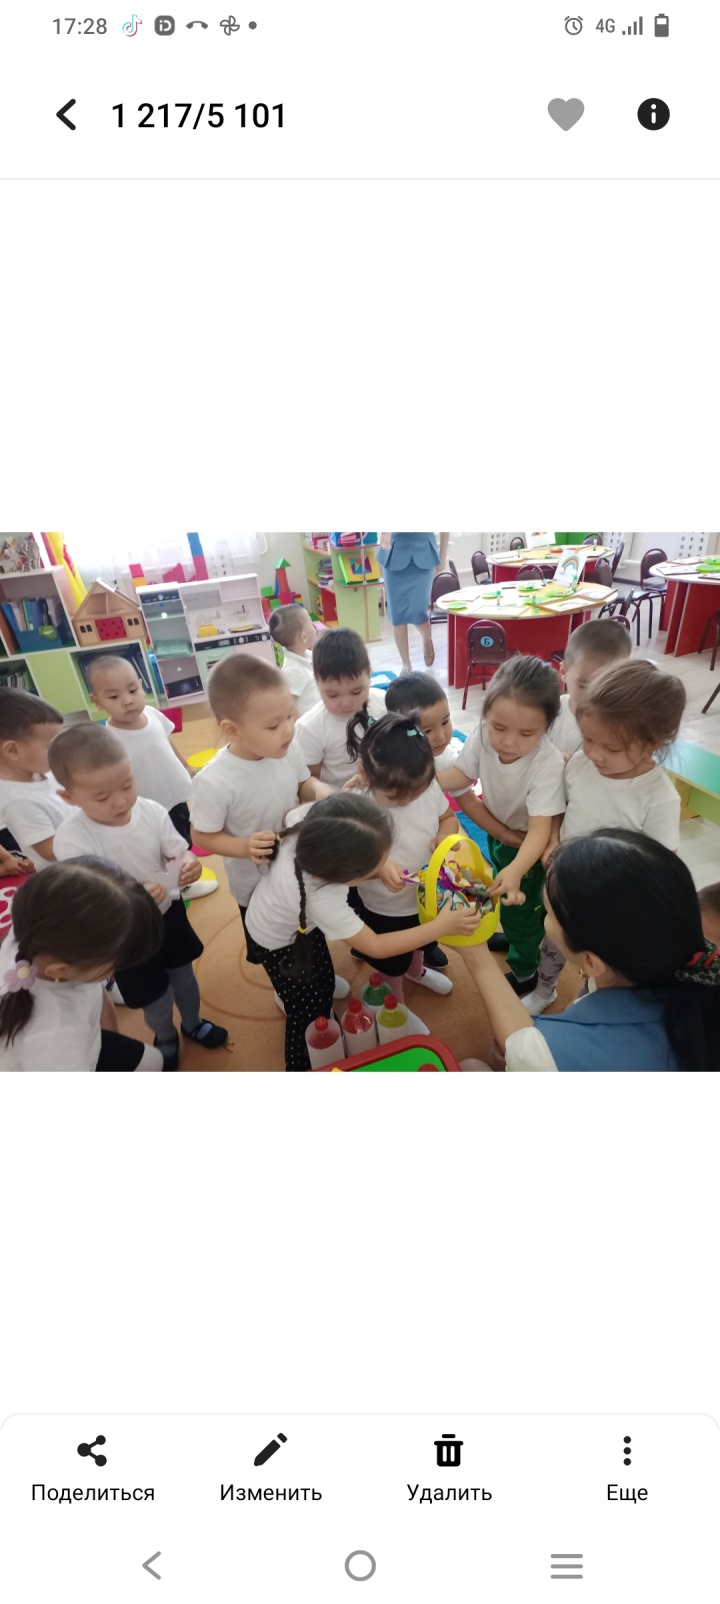 17:28
4G
1 217/5 101
Б
Поделиться
Изменить
Удалить
Еще